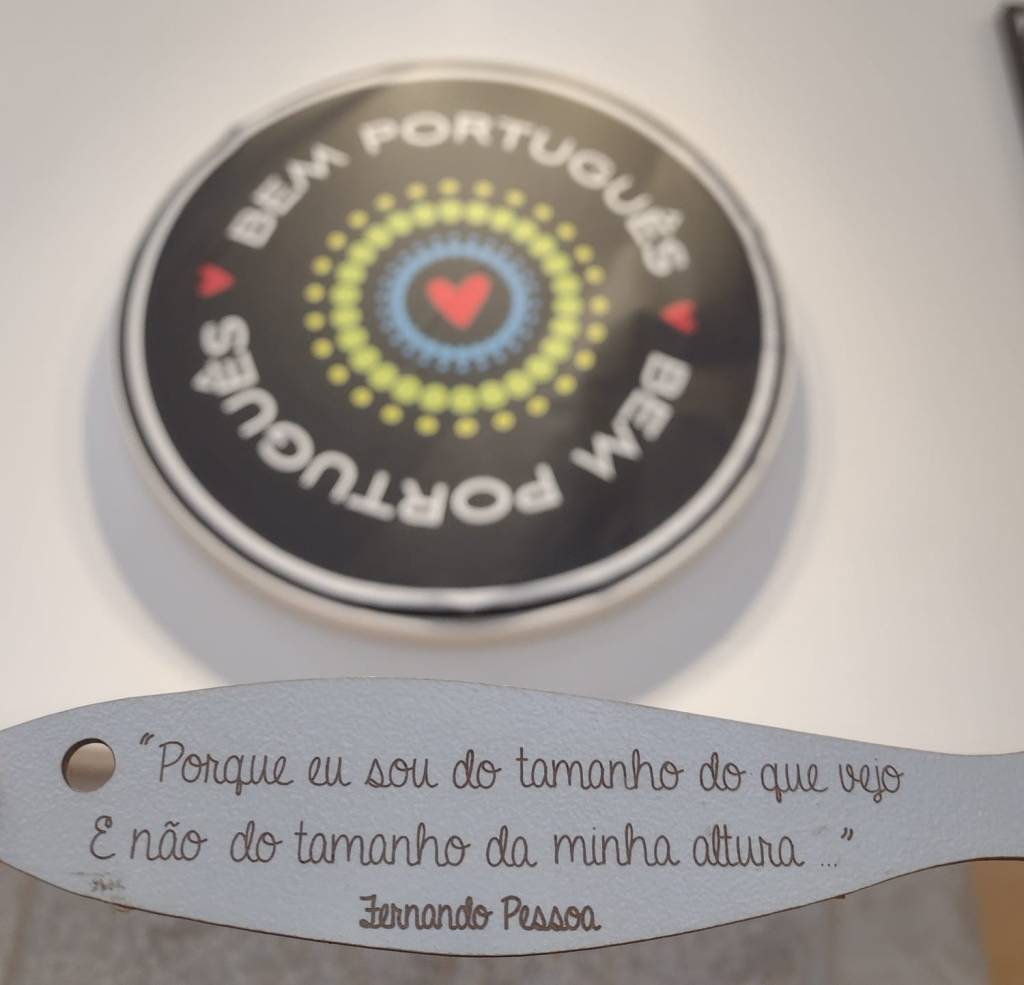 BEM PORTUGUÊS
BEM PORTUGUÊS
"Porque eu sou do tamanho do que vejo
E não do tamanho da minha altura ..."
Fernando Pessoa